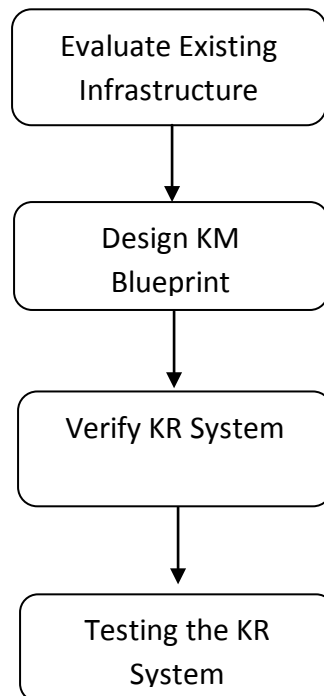 Evaluate Existing
Infrastructure
Design KM
Blueprint
Verify KR System
Testing the KR
System